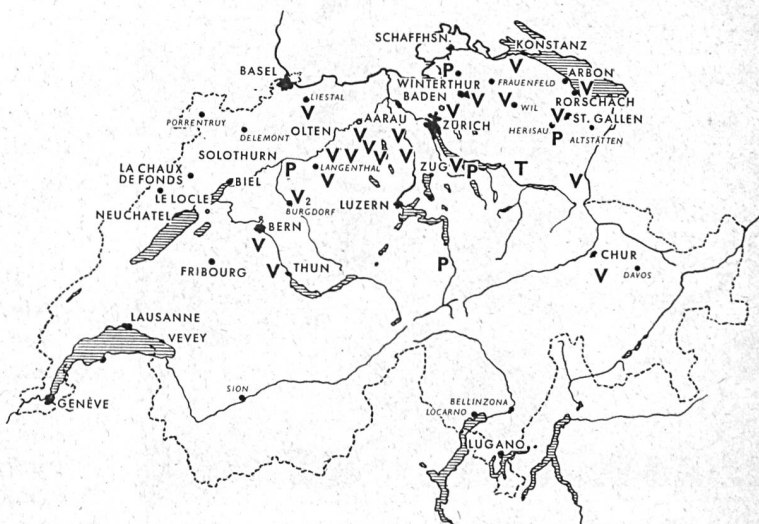 SCHAFFHSN.
KONSTANZ
V
BASEL
P
ARBON
WINTERTHUR
FRAUENFELD
V
LIESTAL
BADEN
V
V
WIL
RORSCHACH
V
V
ST. GALLEN
PORRENTRUY
AARAU
ZÜRICH
DELEMONT
OLTEN
V
V
HERISAU
P
ALTSTÄTTEN
V
SOLOTHURN
V
V
V
V
V
P
LANGENTHAL
ZUG
V
P
T
LA CHAUX
DE FONDS
V
BIEL
V
LE LOCLE
V2
LUZERN
NEUCHATEL
BURGDORF
BERN
V
CHUR
P
FRIBOURG
V
THUN
V
DAVOS
LAUSANNE
VEVEY
SION
GENÈVE
BELLINZONA
LOCARNO
LUGANO